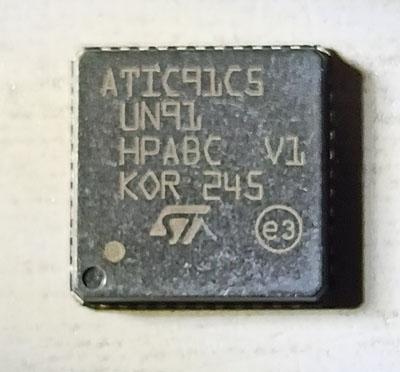 ATIC91C5
UN91
HPABC V1
KOR 245
ST
e3